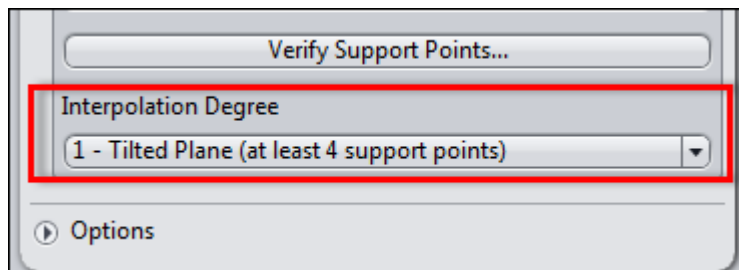 Verify Support Points...
Interpolation Degree
1 - Tilted Plane (at least 4 support points)
Options